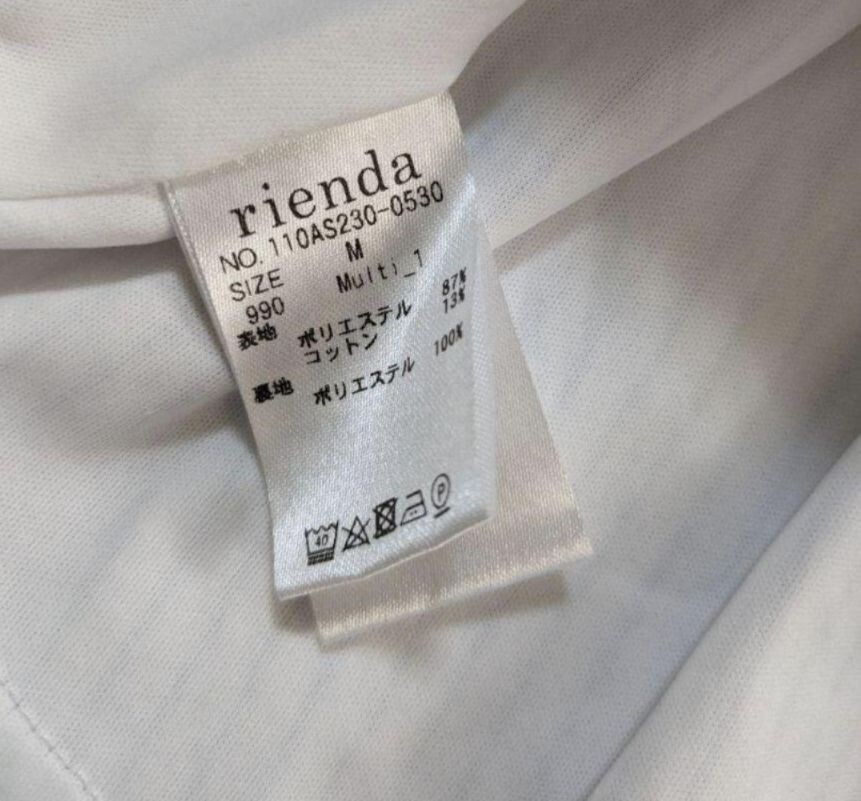 rienda
NO. 110AS230-0530
SIZE M
990 Multi_1
表地 ポリエステル 87%
コットン 13%
裏地 ポリエステル 100%
40 P